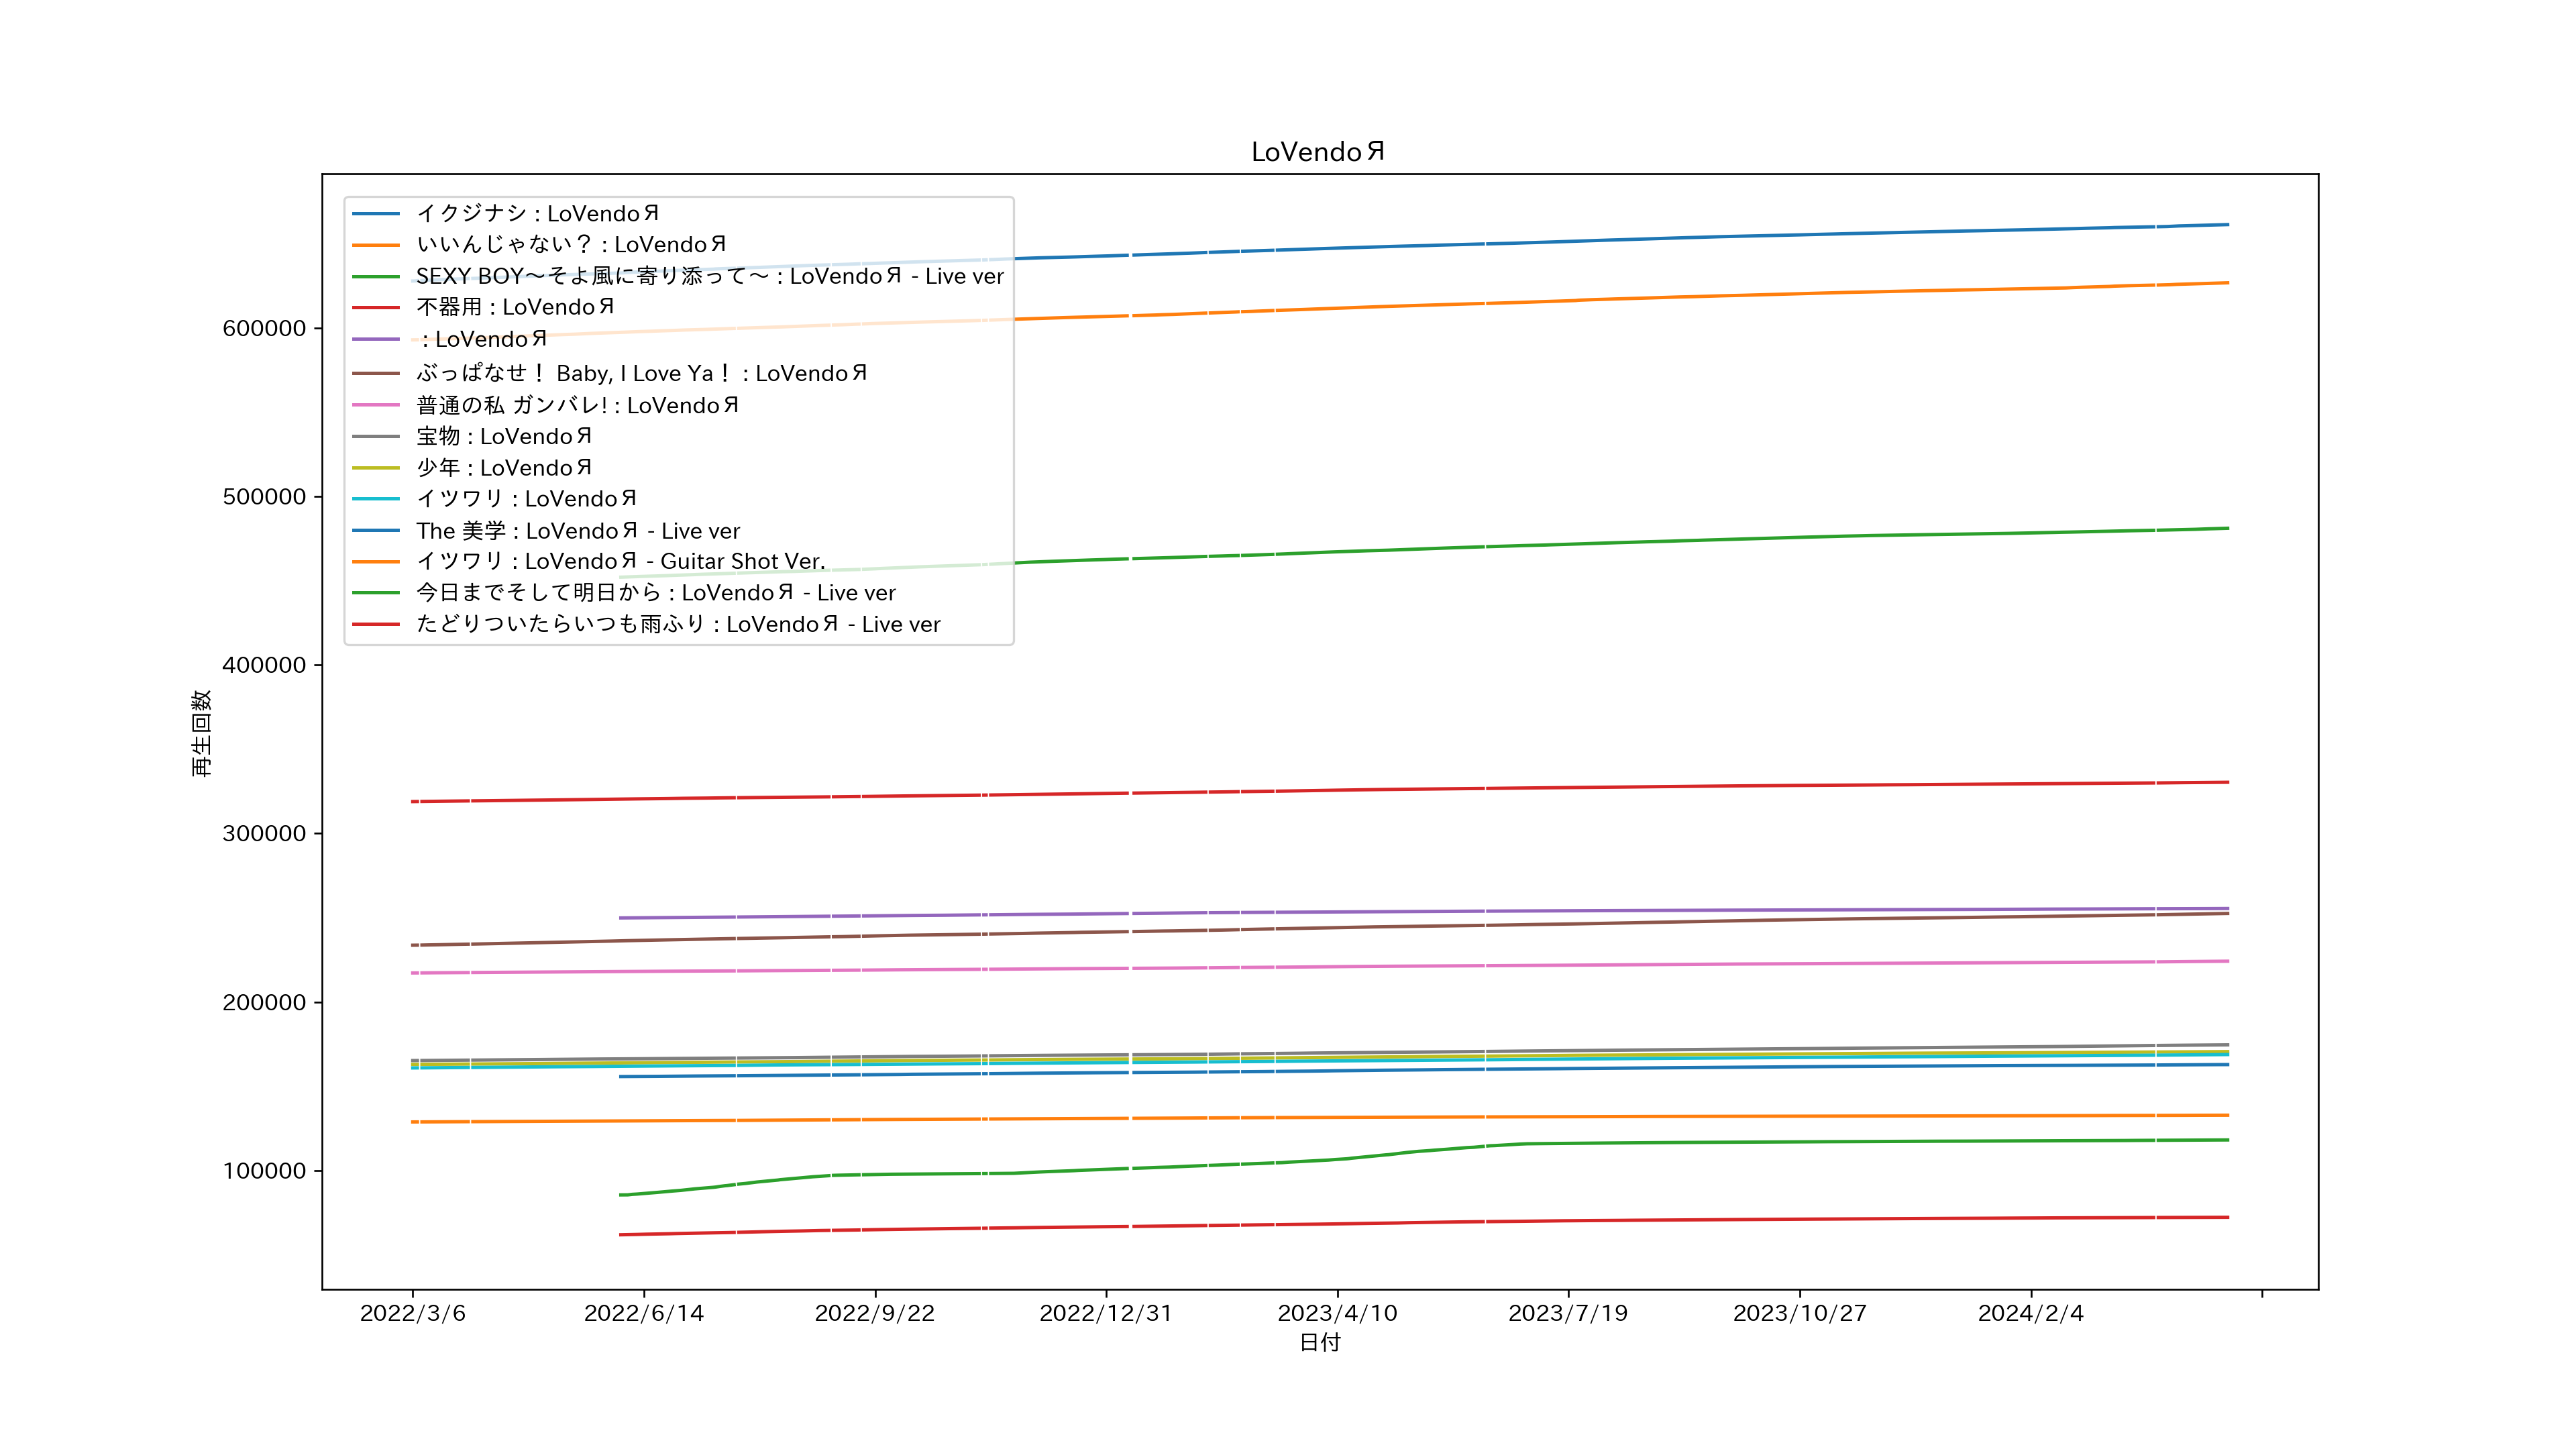 LoVendoЯ
イクジナシ : LoVendoЯ
いいんじゃない？ : LoVendoЯ
SEXY BOY～そよ風に寄り添って～ : LoVendoЯ - Live ver
不器用 : LoVendoЯ
: LoVendoЯ
ぶっぱなせ！ Baby, I Love Ya！ : LoVendoЯ
普通の私 ガンバレ! : LoVendoЯ
宝物 : LoVendoЯ
少年 : LoVendoЯ
イツワリ : LoVendoЯ
The 美学 : LoVendoЯ - Live ver
イツワリ : LoVendoЯ - Guitar Shot Ver.
今日までそして明日から : LoVendoЯ - Live ver
たどりついたらいつも雨ふり : LoVendoЯ - Live ver
600000
500000
400000
300000
200000
100000
再生回数
2022/3/6
2022/6/14
2022/9/22
2022/12/31
2023/4/10
2023/7/19
2023/10/27
2024/2/4
日付